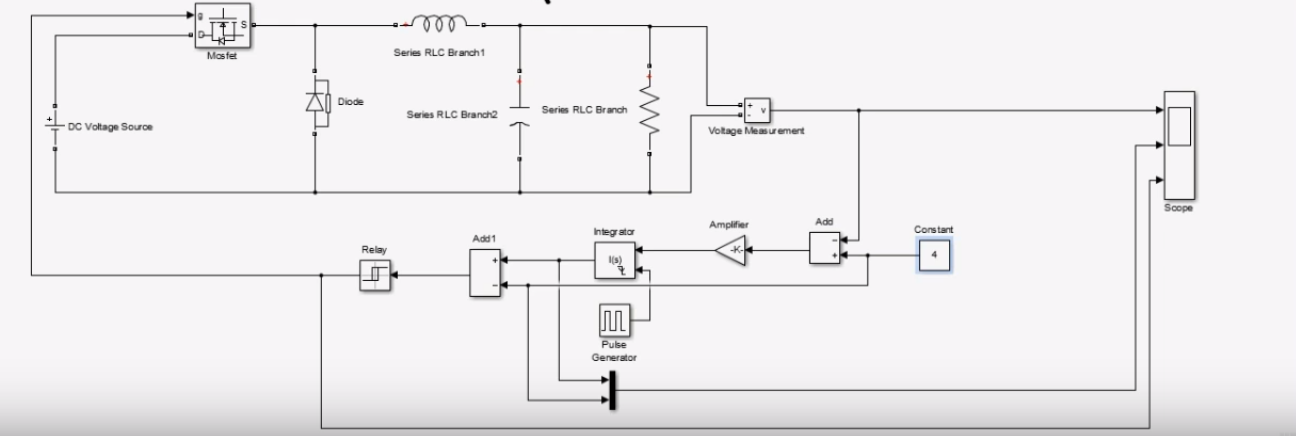 g
S
D
Mosfet
Series RLC Branch1
+
DC Voltage Source
Diode
Series RLC Branch2
Series RLC Branch
+
-
v
Voltage Measurement
Scope
Relay
Add1
+
-
Integrator
I(s)
Amplifier
-K-
Add
-
+
Constant
4
Pulse
Generator